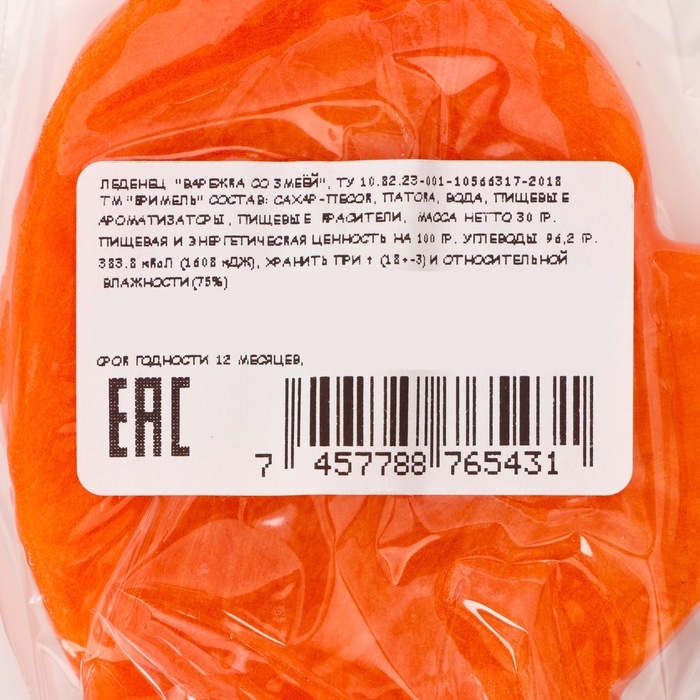 ЛЕДЕНЕЦ "ВАРЕЖКА СО ЗМЕЁЙ", ТУ 10.82.23-001-10566317-2018
ТМ "ВРИМЕЛЬ" СОСТАВ: САХАР-ПЕСОК, ПАТОКА, ВОДА, ПИЩЕВЫЕ
АРОМАТИЗАТОРЫ, ПИЩЕВЫЕ КРАСИТЕЛИ. МАССА НЕТТО 30 ГР.
ПИЩЕВАЯ И ЭНЕРГЕТИЧЕСКАЯ ЦЕННОСТЬ НА 100 ГР. УГЛЕВОДЫ 96,2 ГР.
383.8 кКаЛ (1608 кДЖ), ХРАНИТЬ ПРИ t (18+-3) И ОТНОСИТЕЛЬНОЙ
ВЛАЖНОСТИ(75%)
СРОК ГОДНОСТИ 12 МЕСЯЦЕВ,
EAC
7 457788 765431